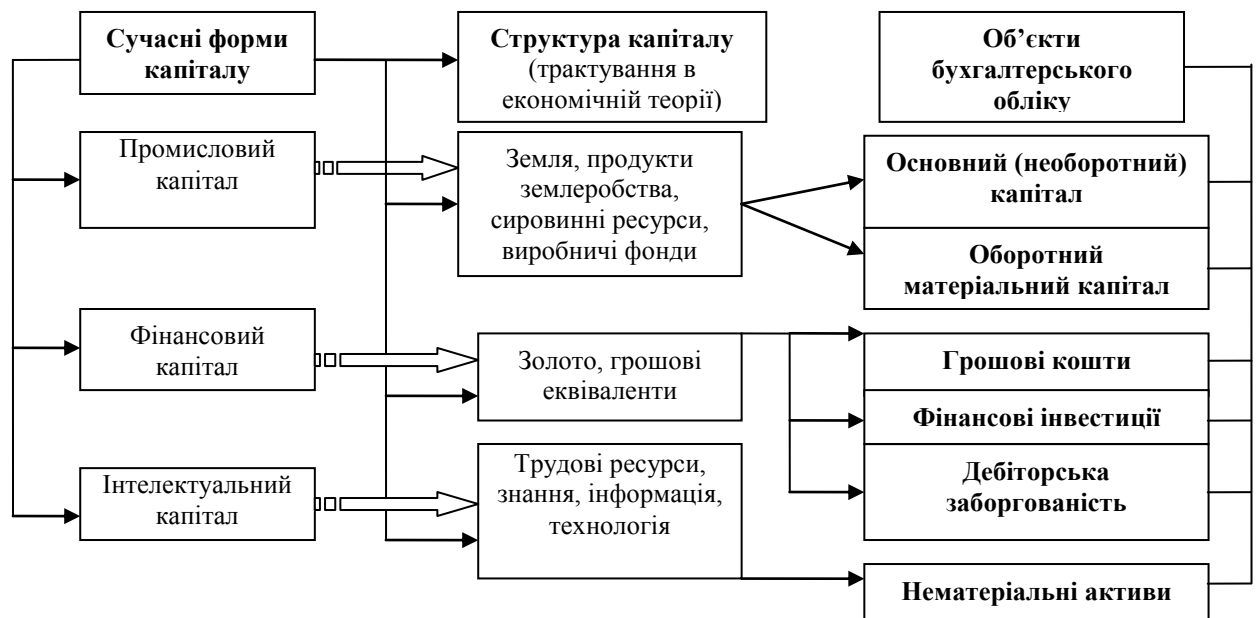 Сучасні форми
капіталу
Структура капіталу
(трактування в
економічній теорії)
Об’єкти
бухгалтерського
обліку
Промисловий
капітал
Земля, продукти
землеробства,
сировинні ресурси,
виробничі фонди
Основний (необоротний)
капітал
Оборотний
матеріальний капітал
Фінансовий
капітал
Золото, грошові
еквіваленти
Грошові кошти
Фінансові інвестиції
Дебіторська
заборгованість
Інтелектуальний
капітал
Трудові ресурси,
знання, інформація,
технологія
Нематеріальні активи